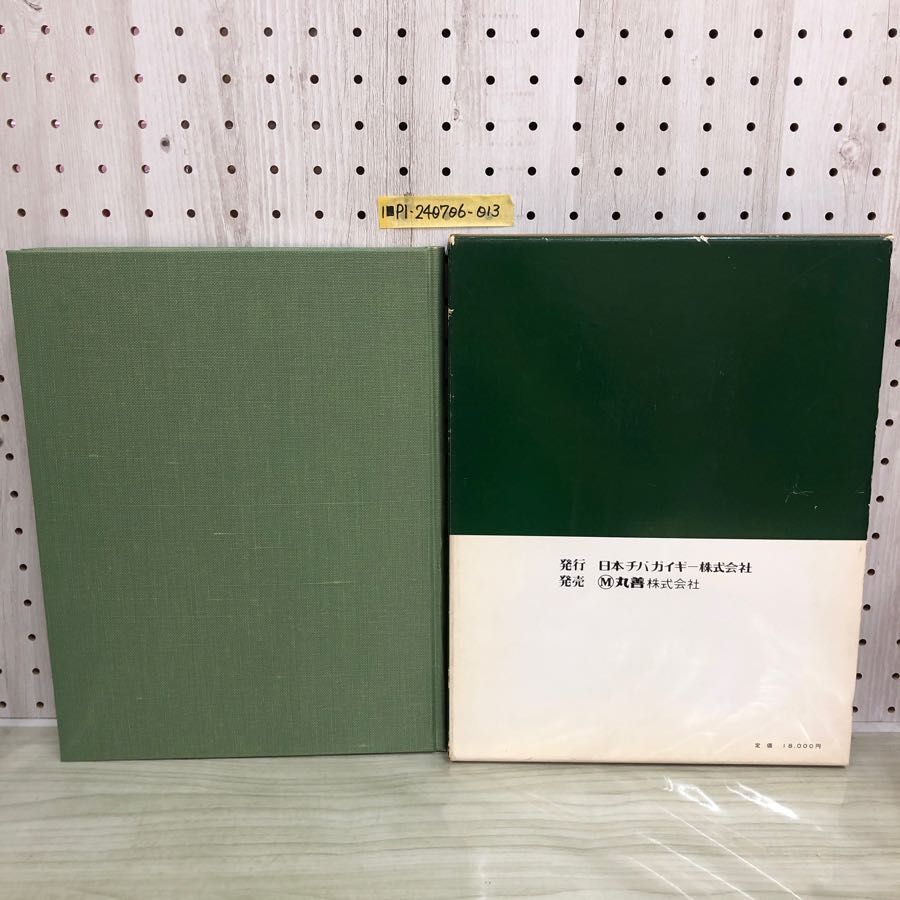 1■P1-240706-013
発行 日本チバガイギー株式会社
発売 Ⓜ丸善株式会社
定価 18,000円